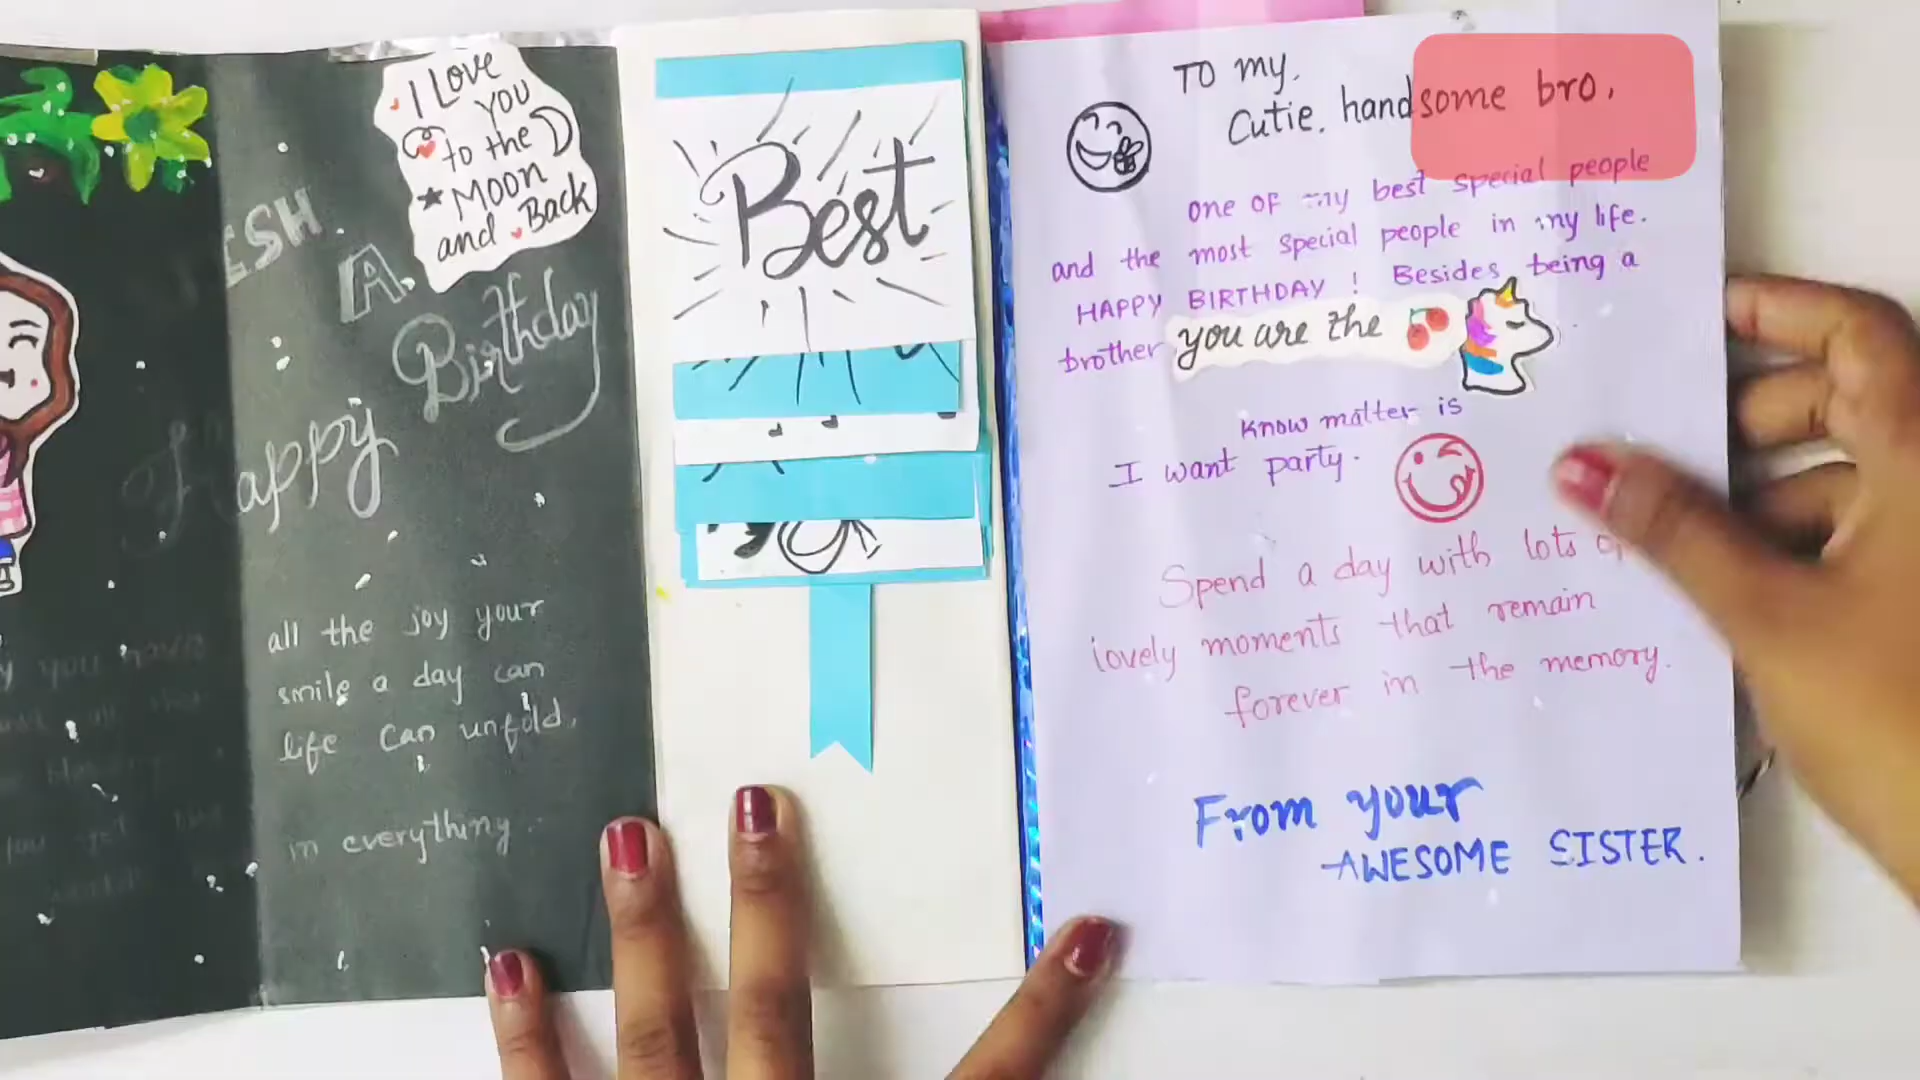 I Love
you
to the
Moon
and Back
ISH
A
Happy
Birthday
all the joy your
smile a day can
life can unfold,
in everything.
Best
TO my,
Cutie, handsome bro,
one of my best special people
and the most special people in my life.
HAPPY BIRTHDAY ! Besides being a
brother you are the
know matter is
I want party.
Spend a day with lots of
lovely moments that remain
forever in the memory.
From your
AWESOME SISTER.